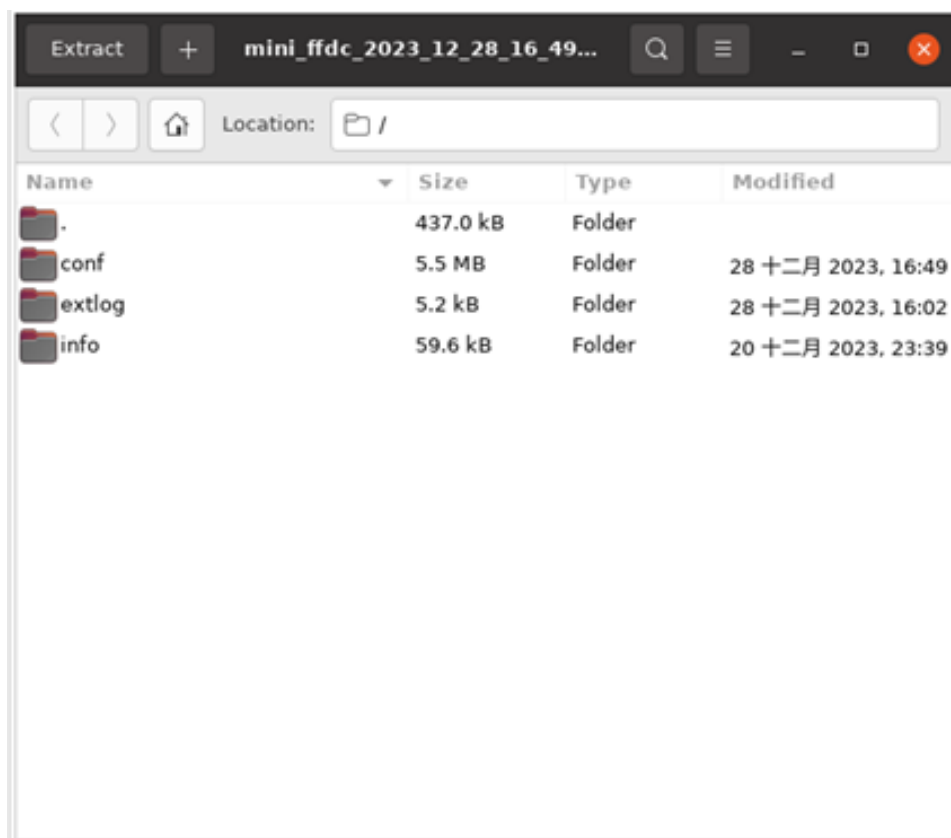 Extract + mini_ffdc_2023_12_28_16_49...
Location: /
Name Size Type Modified
. 437.0 kB Folder
conf 5.5 MB Folder 28 十二月 2023, 16:49
extlog 5.2 kB Folder 28 十二月 2023, 16:02
info 59.6 kB Folder 20 十二月 2023, 23:39